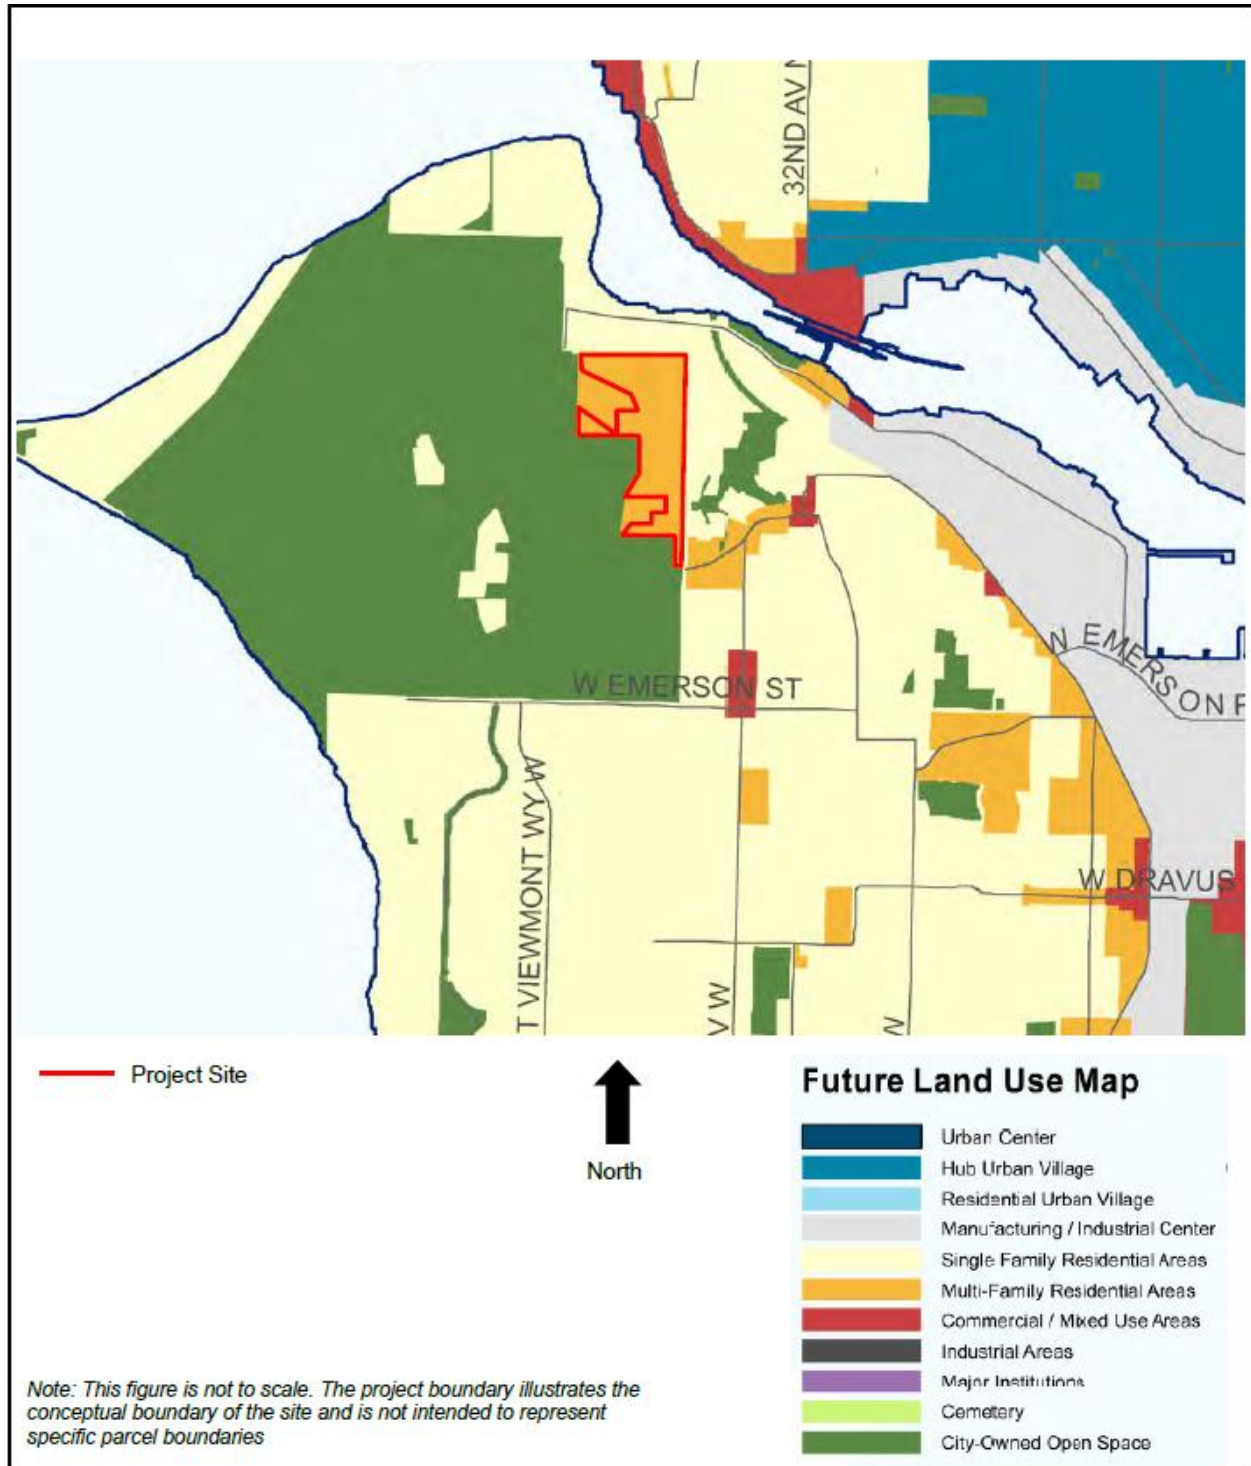 32ND AV N
W EMERSON ST
W EMERSON P
T VIEWMONT WY W
W DRAVUS
V W
W
Project Site
North
Future Land Use Map
Urban Center
Hub Urban Village
Residential Urban Village
Manufacturing / Industrial Center
Single Family Residential Areas
Multi-Family Residential Areas
Commercial / Mixed Use Areas
Industrial Areas
Major Institutions
Cemetery
City-Owned Open Space
Note: This figure is not to scale. The project boundary illustrates the
conceptual boundary of the site and is not intended to represent
specific parcel boundaries